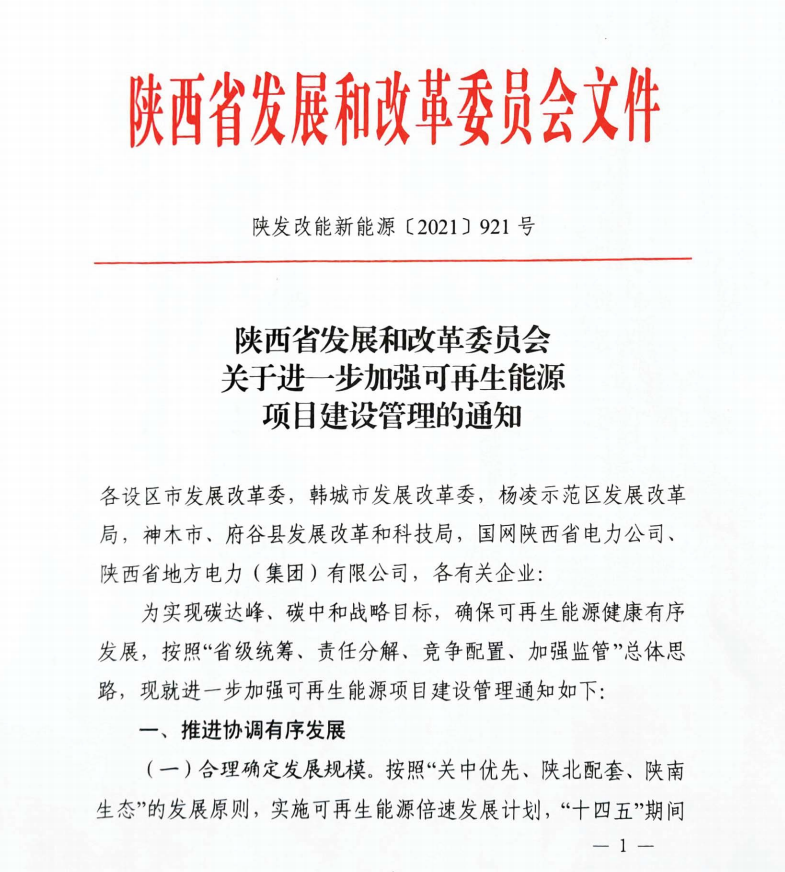 陕西省发展和改革委员会文件
陕发改能新能源〔2021〕921 号
陕西省发展和改革委员会
关于进一步加强可再生能源
项目建设管理的通知
各设区市发展改革委，韩城市发展改革委，杨凌示范区发展改革
局，神木市、府谷县发展改革和科技局，国网陕西省电力公司、
陕西省地方电力（集团）有限公司，各有关企业：
为实现碳达峰、碳中和战略目标，确保可再生能源健康有序
发展，按照“省级统筹、责任分解、竞争配置、加强监管”总体思
路，现就进一步加强可再生能源项目建设管理通知如下：
一、推进协调有序发展
（一）合理确定发展规模。按照“关中优先、陕北配套、陕南
生态”的发展原则，实施可再生能源倍速发展计划，“十四五”期间
— 1 —